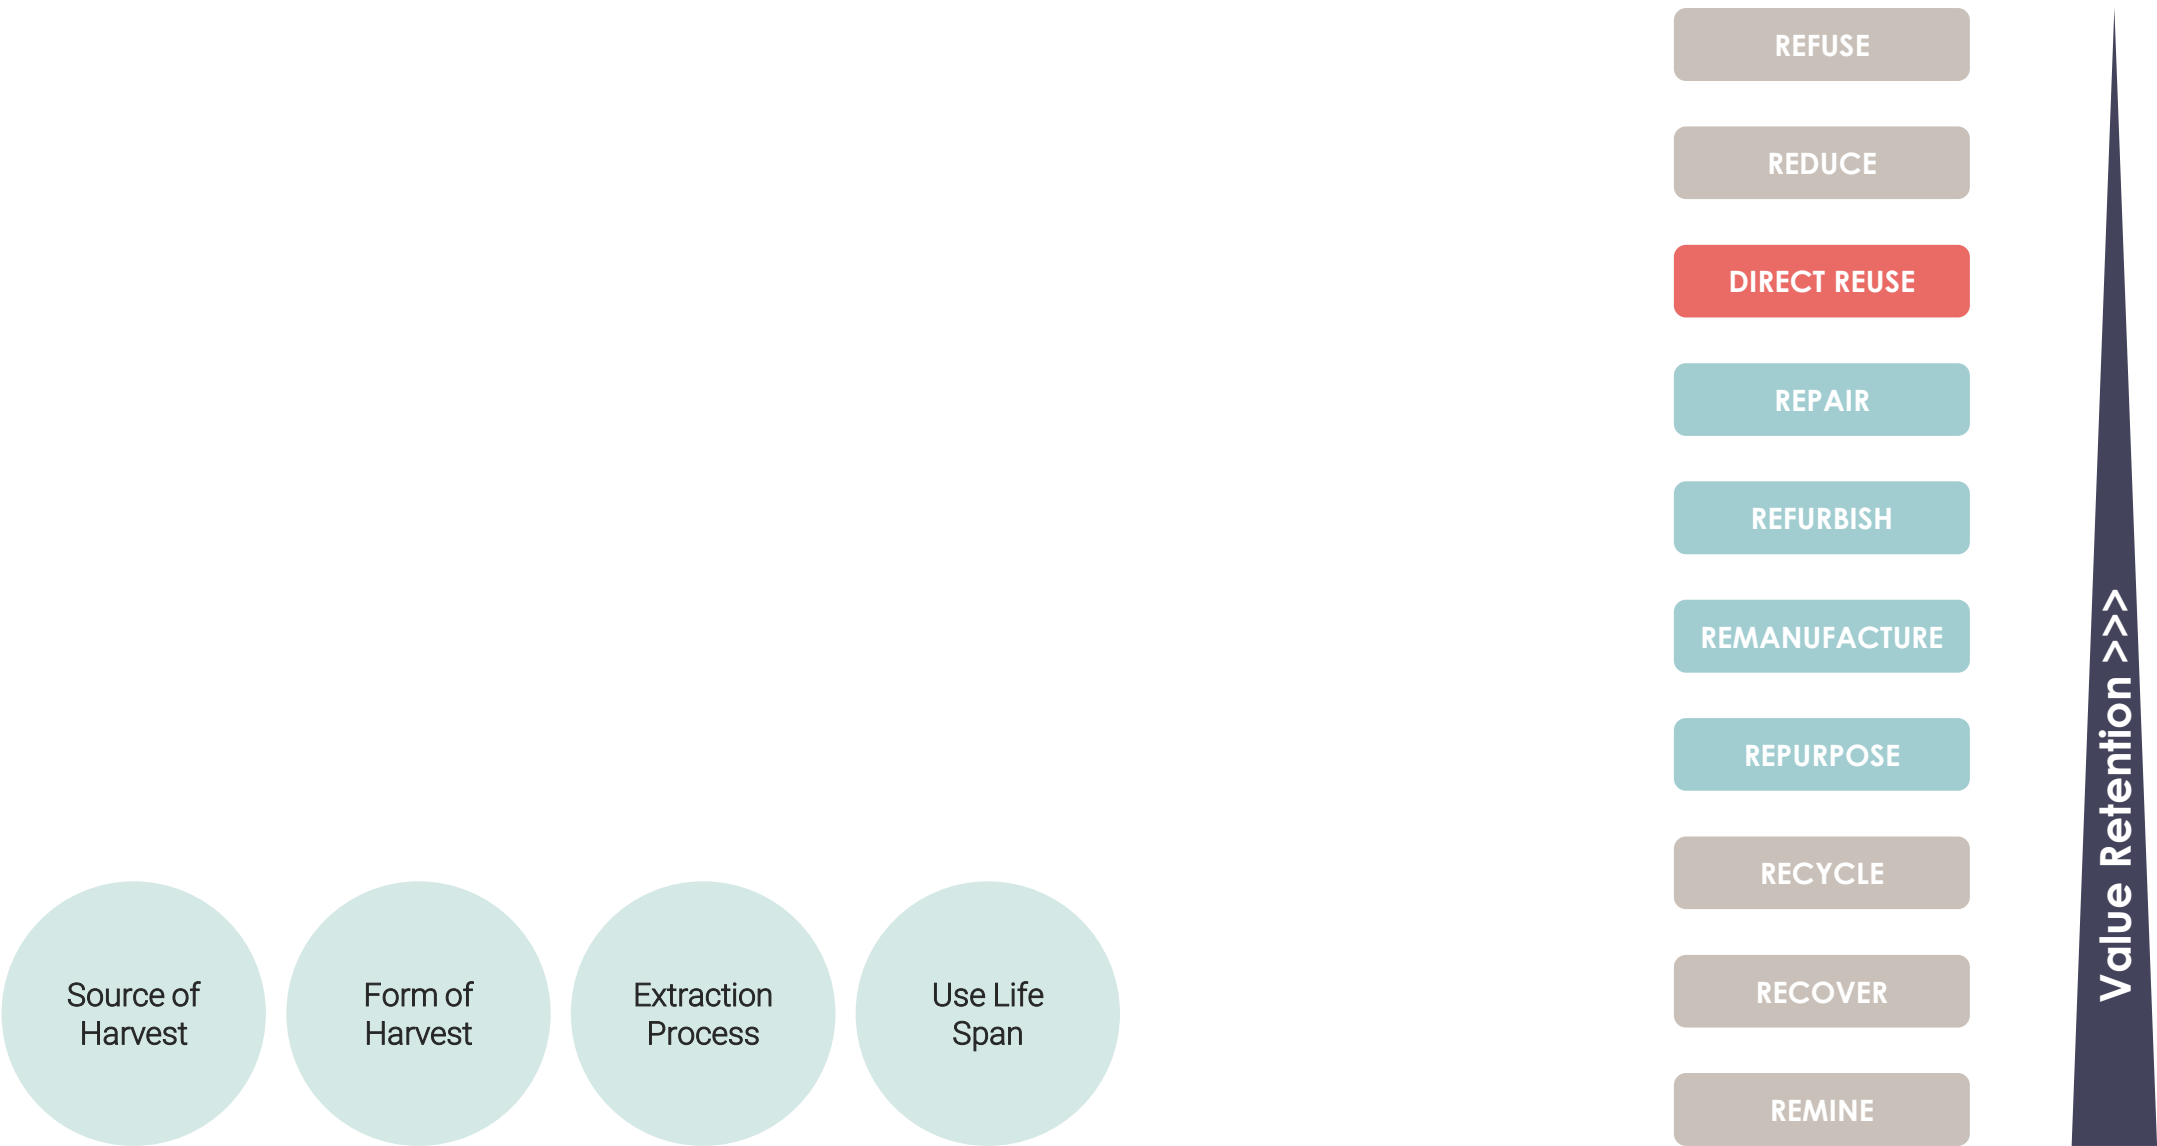 REFUSE
REDUCE
DIRECT REUSE
REPAIR
REFURBISH
REMANUFACTURE
REPURPOSE
RECYCLE
RECOVER
REMINE
Value Retention >>>
Source of
Harvest
Form of
Harvest
Extraction
Process
Use Life
Span